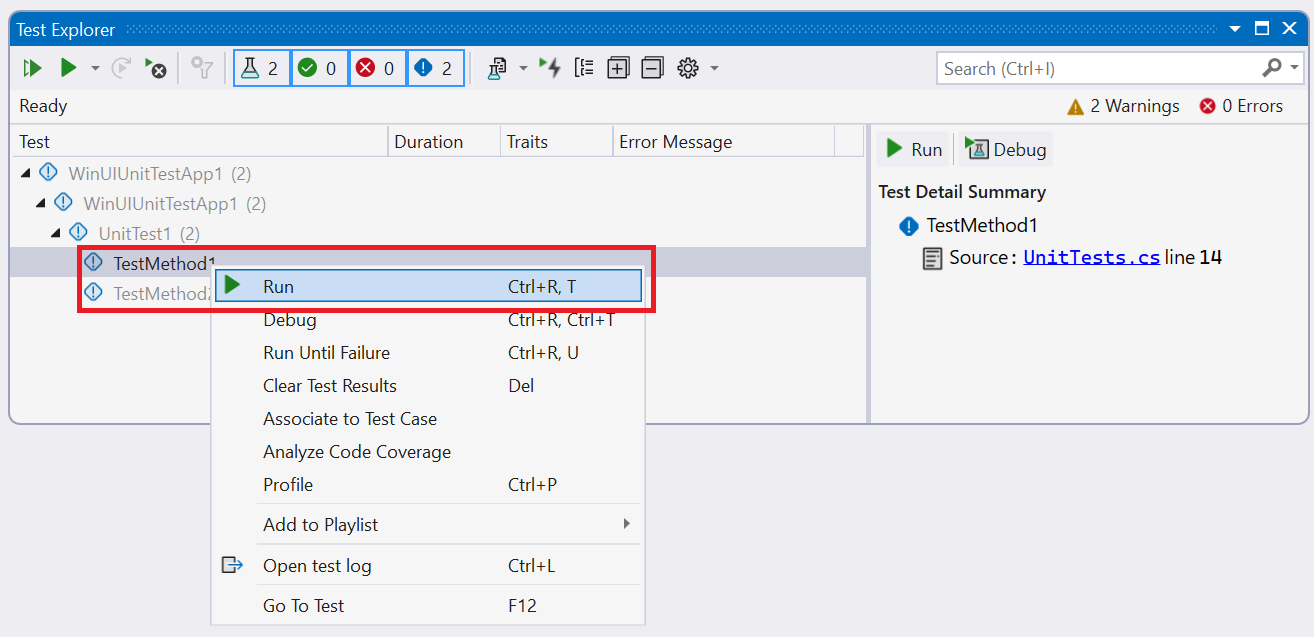 Test Explorer
2 0 0 2 Search (Ctrl+I)
Ready 2 Warnings 0 Errors
Test Duration Traits Error Message
Run Debug
WinUIUnitTestApp1 (2)
WinUIUnitTestApp1 (2)
UnitTest1 (2)
TestMethod1
TestMethod
Test Detail Summary
TestMethod1
Source: UnitTests.cs line 14
Run Ctrl+R, T
Debug Ctrl+R, Ctrl+T
Run Until Failure Ctrl+R, U
Clear Test Results Del
Associate to Test Case
Analyze Code Coverage
Profile Ctrl+P
Add to Playlist
Open test log Ctrl+L
Go To Test F12